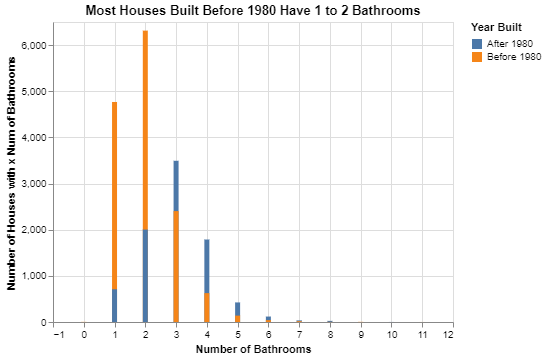 Most Houses Built Before 1980 Have 1 to 2 Bathrooms
Year Built
After 1980
Before 1980
Number of Houses with x Num of Bathrooms
6,000
5,000
4,000
3,000
2,000
1,000
0
−1 0 1 2 3 4 5 6 7 8 9 10 11 12
Number of Bathrooms